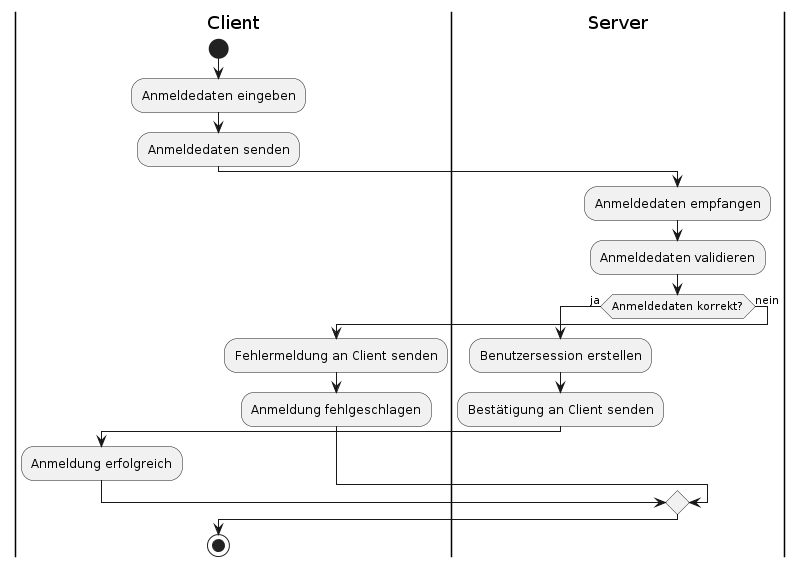 Client
Server
Anmeldedaten eingeben
Anmeldedaten senden
Anmeldedaten empfangen
Anmeldedaten validieren
ja
Anmeldedaten korrekt?
nein
Fehlermeldung an Client senden
Benutzersession erstellen
Anmeldung fehlgeschlagen
Bestätigung an Client senden
Anmeldung erfolgreich